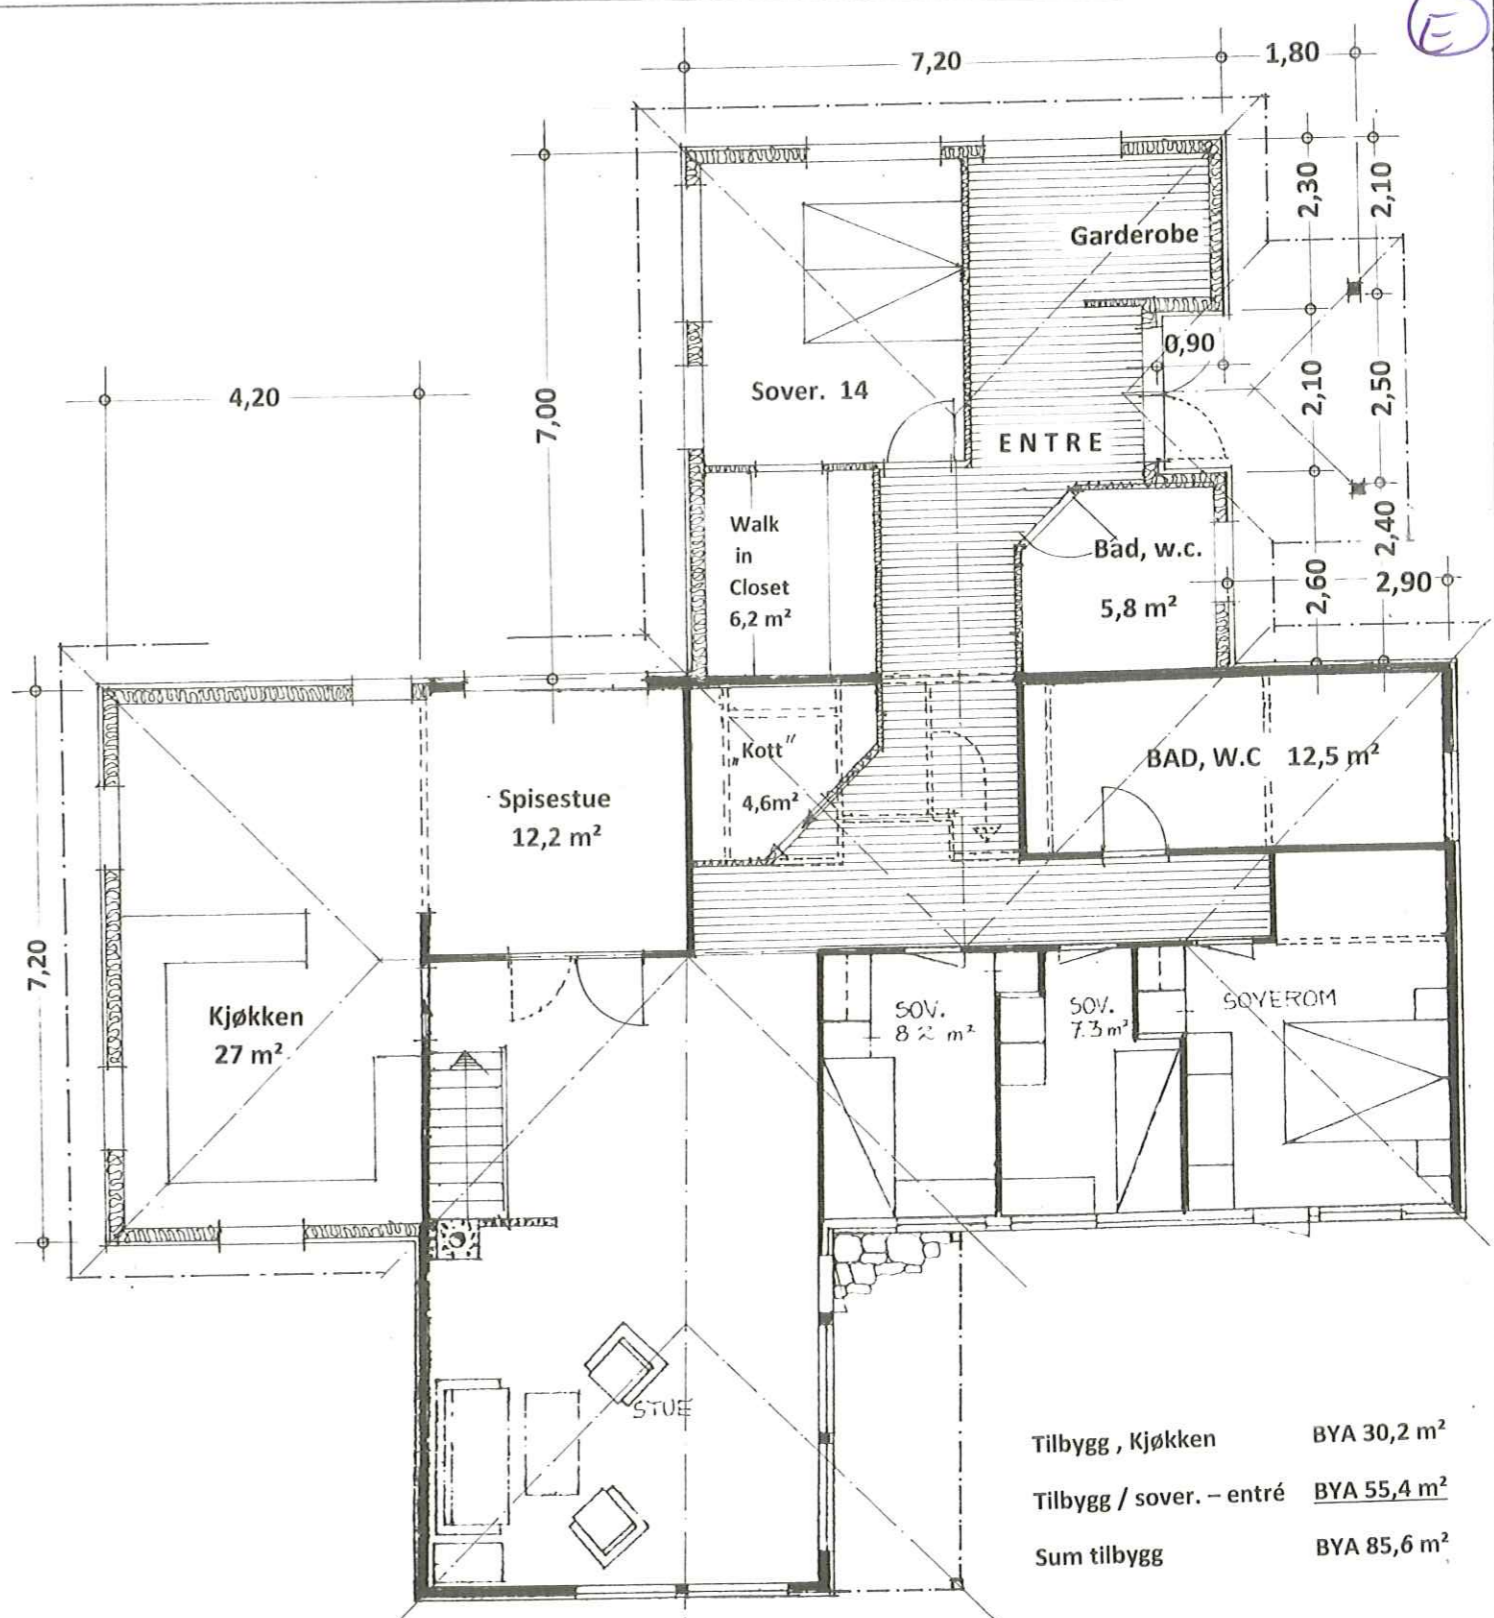 E
7,20
1,80
2,30
2,10
Garderobe
0,90
4,20
7,00
Sover. 14
2,10
2,50
ENTRE
Walk
in
Closet
6,2 m²
Bad, w.c.
5,8 m²
2,60
2,40
2,90
„Kott"
4,6m²
BAD, W.C 12,5 m²
Spisestue
12,2 m²
7,20
Kjøkken
27 m²
SOV.
8.2 m²
SOV.
7.3 m²
SOVEROM
STUE
Tilbygg , Kjøkken BYA 30,2 m²
Tilbygg / sover. – entré BYA 55,4 m²
Sum tilbygg BYA 85,6 m²